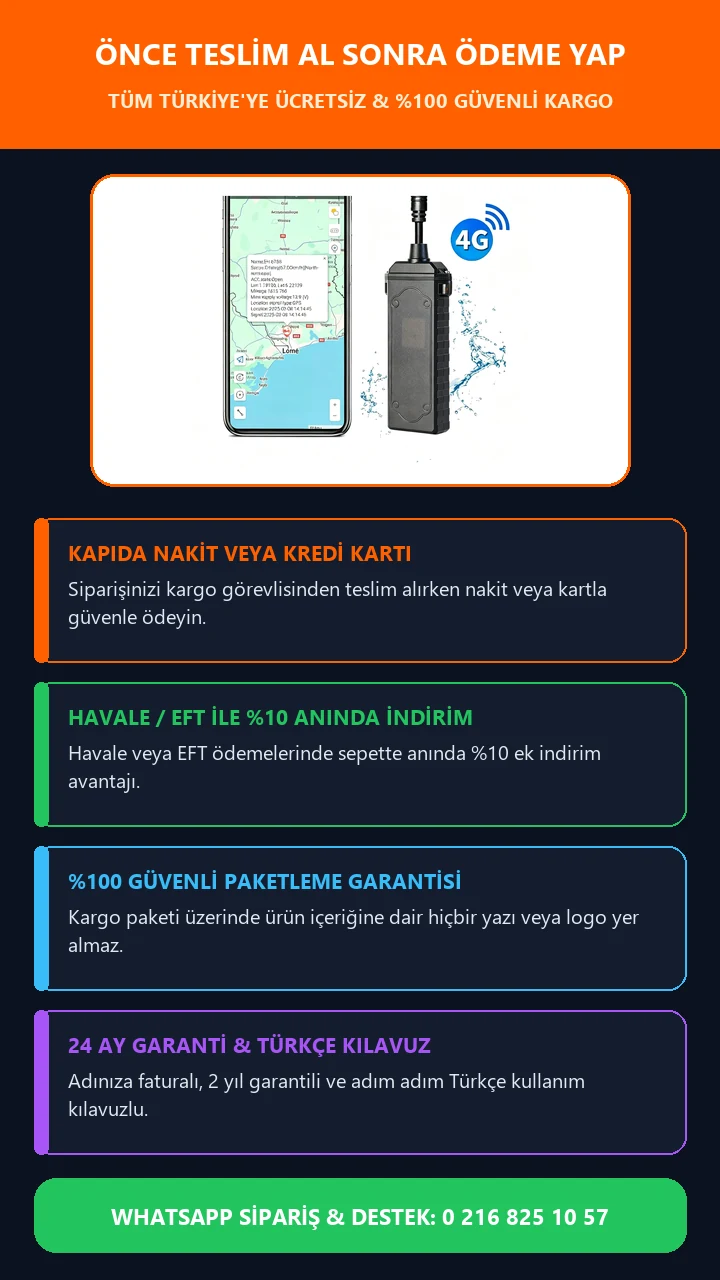 ÖNCE TESLİM AL SONRA ÖDEME YAP
TÜM TÜRKİYE'YE ÜCRETSİZ & %100 GÜVENLİ KARGO
4G
Lomé
KAPIDA NAKİT VEYA KREDİ KARTI
Siparişinizi kargo görevlisinden teslim alırken nakit veya kartla
güvenle ödeyin.
HAVALE / EFT İLE %10 ANINDA İNDİRİM
Havale veya EFT ödemelerinde sepette anında %10 ek indirim
avantajı.
%100 GÜVENLİ PAKETLEME GARANTİSİ
Kargo paketi üzerinde ürün içeriğine dair hiçbir yazı veya logo yer
almaz.
24 AY GARANTİ & TÜRKÇE KILAVUZ
Adınıza faturalı, 2 yıl garantili ve adım adım Türkçe kullanım
kılavuzlu.
WHATSAPP SİPARİŞ & DESTEK: 0 216 825 10 57